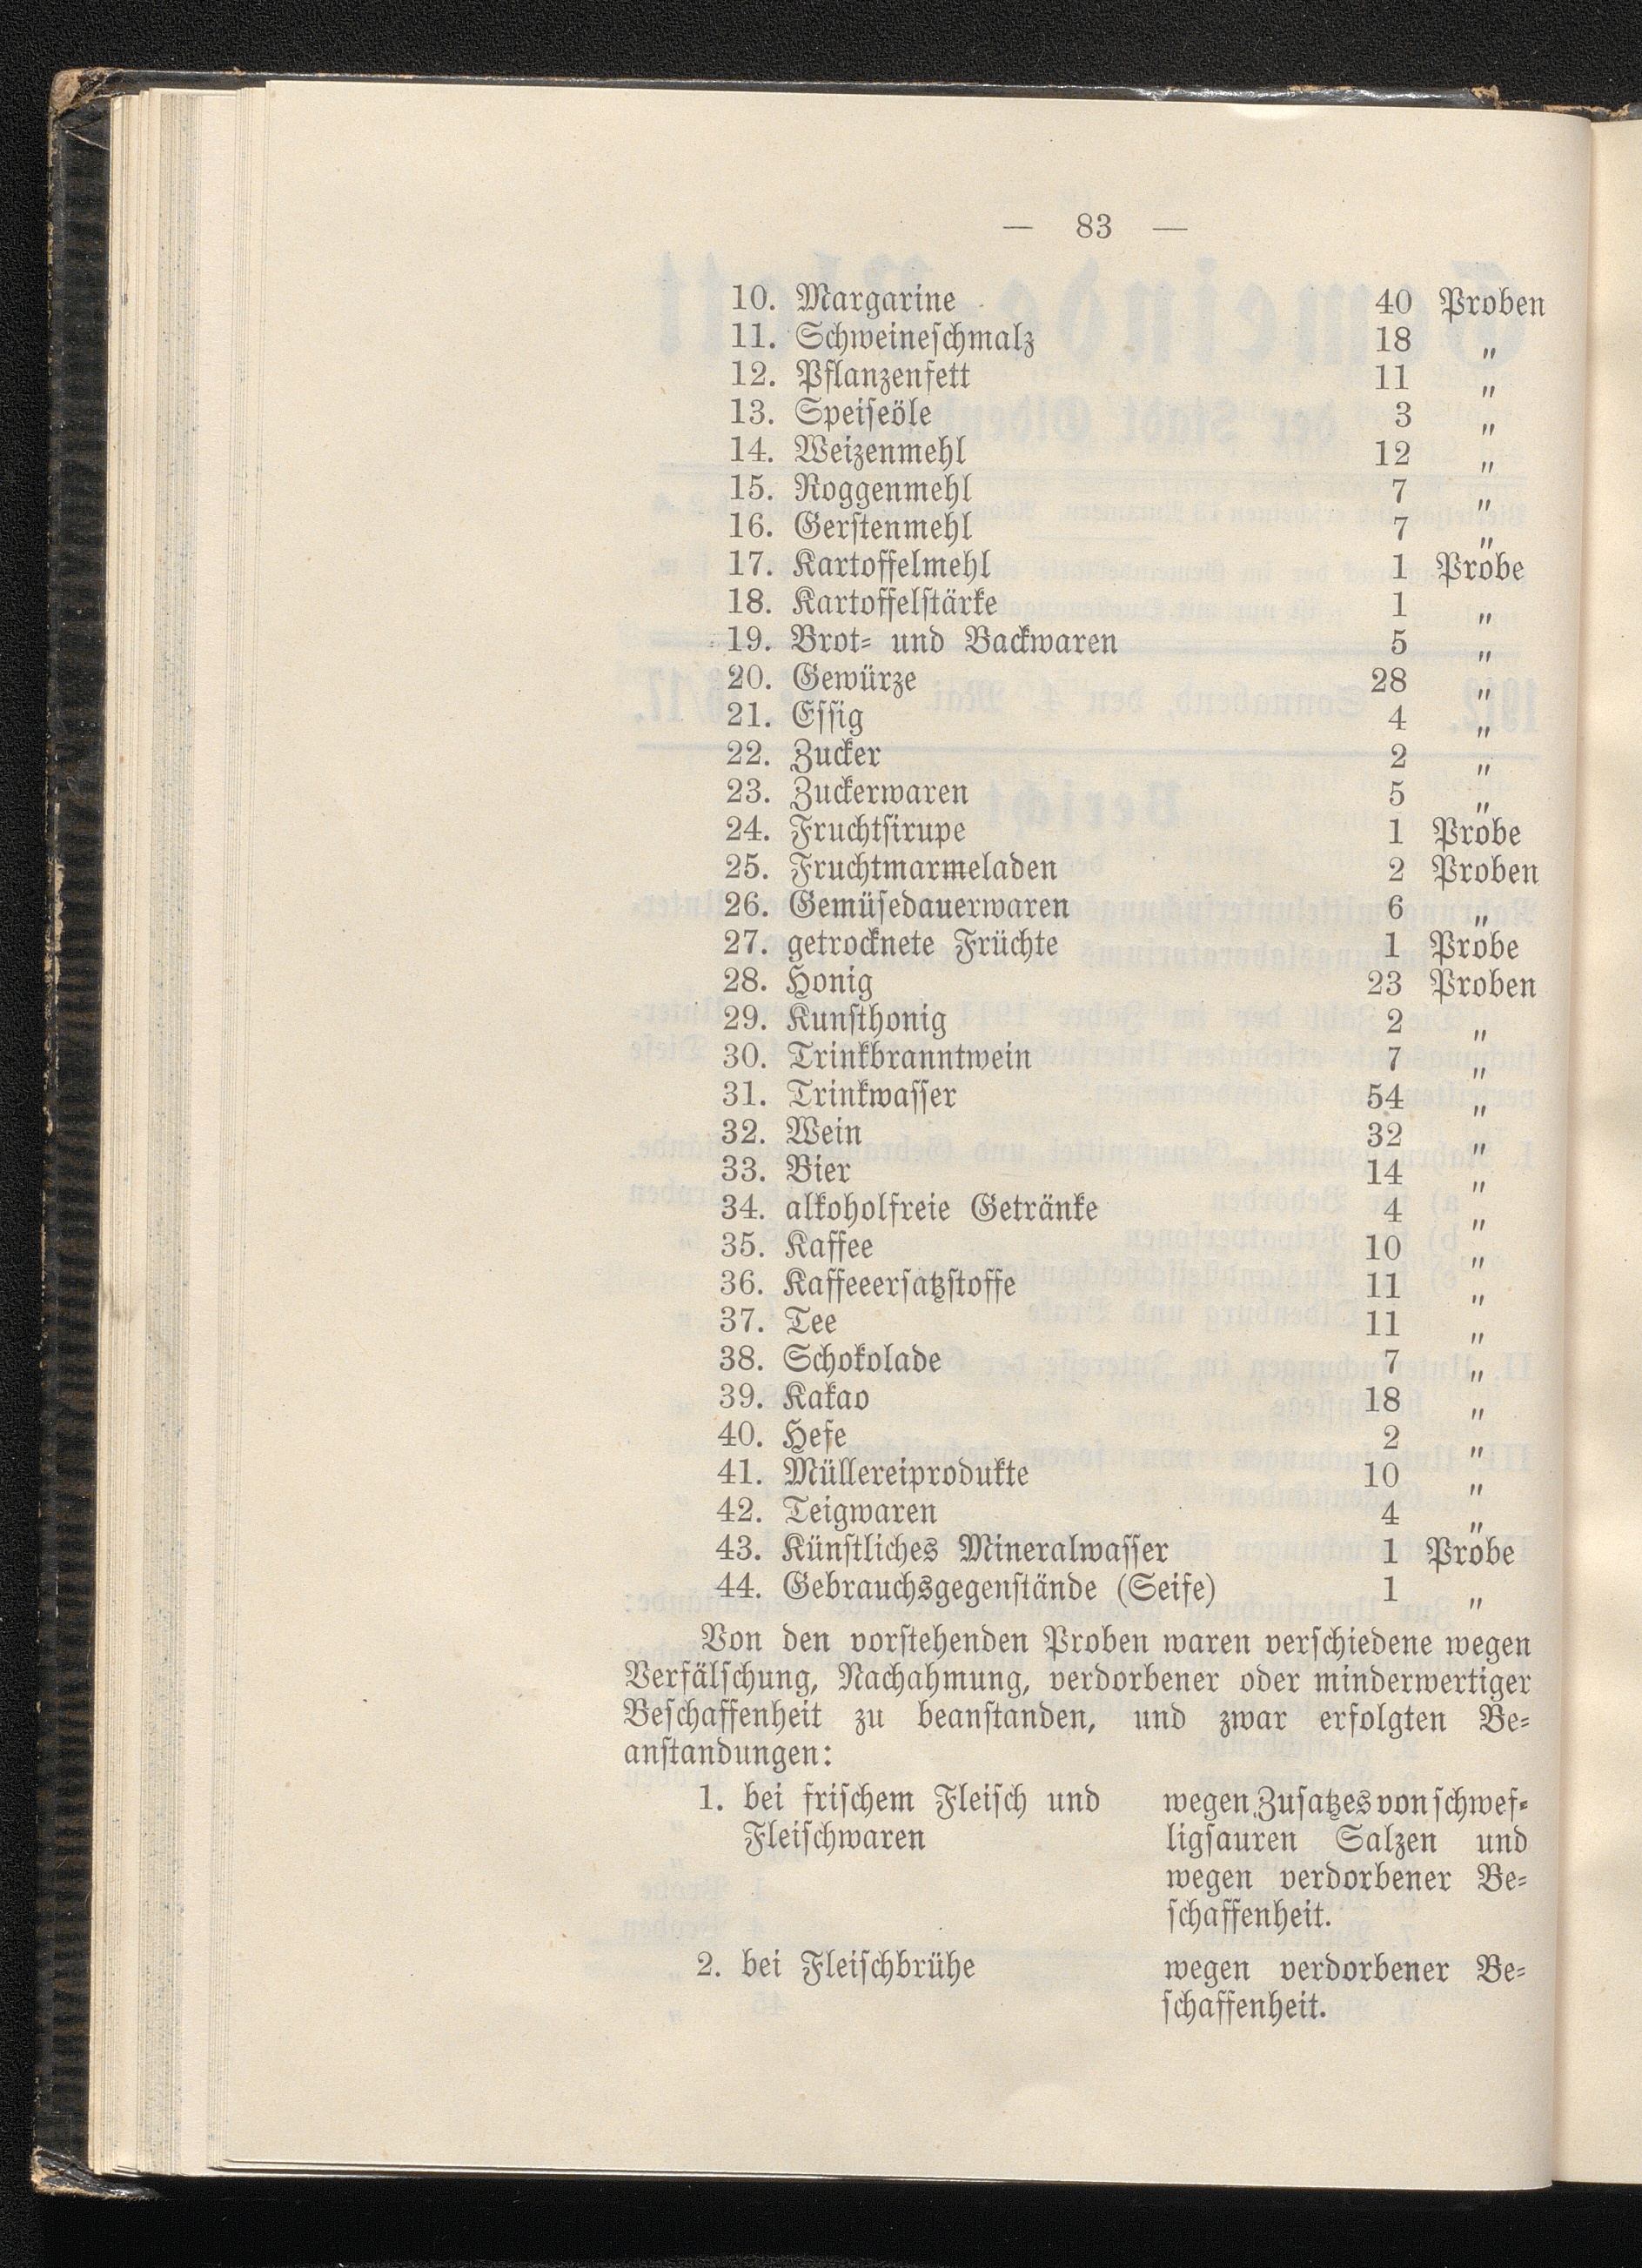 — 83 —
10. Margarine 40 Proben
11. Schweineſchmalz 18 „
12. Pflanzenfett 11 „
13. Speiſeöle 3 „
14. Weizenmehl 12 „
15. Roggenmehl 7 „
16. Gerſtenmehl 7 „
17. Kartoffelmehl 1 Probe
18. Kartoffelſtärke 1 „
19. Brot- und Backwaren 5 „
20. Gewürze 28 „
21. Eſſig 4 „
22. Zucker 2 „
23. Zuckerwaren 5 „
24. Fruchtſirupe 1 Probe
25. Fruchtmarmeladen 2 Proben
26. Gemüſedauerwaren 6 „
27. getrocknete Früchte 1 Probe
28. Honig 23 Proben
29. Kunſthonig 2 „
30. Trinkbranntwein 7 „
31. Trinkwaſſer 54 „
32. Wein 32 „
33. Bier 14 „
34. alkoholfreie Getränke 4 „
35. Kaffee 10 „
36. Kaffeeerſatzſtoffe 11 „
37. Tee 11 „
38. Schokolade 7 „
39. Kakao 18 „
40. Hefe 2 „
41. Müllereiprodukte 10 „
42. Teigwaren 4 „
43. Künſtliches Mineralwaſſer 1 Probe
44. Gebrauchsgegenſtände (Seife) 1 „
Von den vorſtehenden Proben waren verſchiedene wegen
Verfälſchung, Nachahmung, verdorbener oder minderwertiger
Beſchaffenheit zu beanſtanden, und zwar erfolgten Be-
anſtandungen:
1. bei friſchem Fleiſch und wegen Zuſatzes von ſchwef-
Fleiſchwaren ligſauren Salzen und
wegen verdorbener Be-
ſchaffenheit.
2. bei Fleiſchbrühe wegen verdorbener Be-
ſchaffenheit.